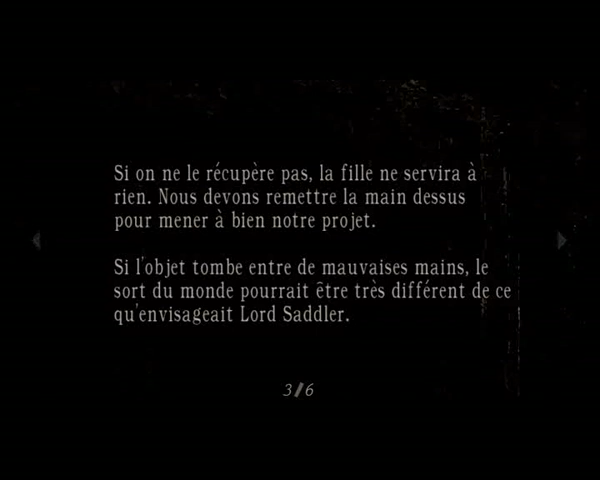 Si on ne le récupère pas, la fille ne servira à
rien. Nous devons remettre la main dessus
pour mener à bien notre projet.
Si l'objet tombe entre de mauvaises mains, le
sort du monde pourrait être très différent de ce
qu'envisageait Lord Saddler.
3/6